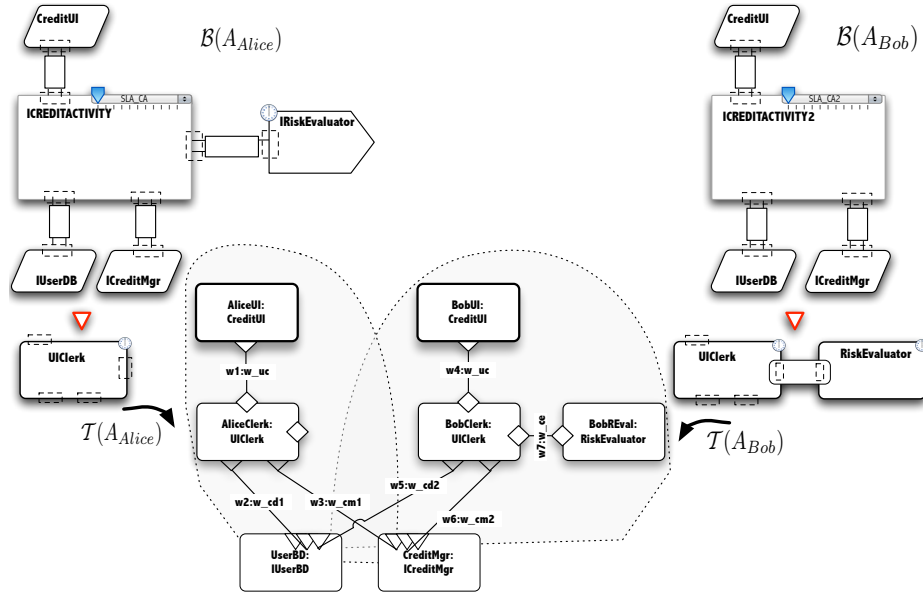 CreditUI
B(A_Alice)
SLA_CA
ICREDITACTIVITY
IRiskEvaluator
IUserDB
ICreditMgr
UIClerk
T(A_Alice)
AliceUI:
CreditUI
w1:w_uc
AliceClerk:
UIClerk
w2:w_cd1
w3:w_cm1
UserBD:
IUserBD
BobUI:
CreditUI
w4:w_uc
BobClerk:
UIClerk
w7:w_ce
BobREval:
RiskEvaluator
w5:w_cd2
w6:w_cm2
CreditMgr:
ICreditMgr
CreditUI
B(A_Bob)
SLA_CA2
ICREDITACTIVITY2
IUserDB
ICreditMgr
UIClerk
RiskEvaluator
T(A_Bob)